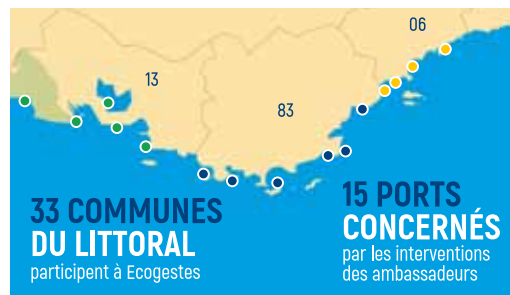 06
13
83
33 COMMUNES
DU LITTORAL
participent à Ecogestes
15 PORTS
CONCERNÉS
par les interventions
des ambassadeurs